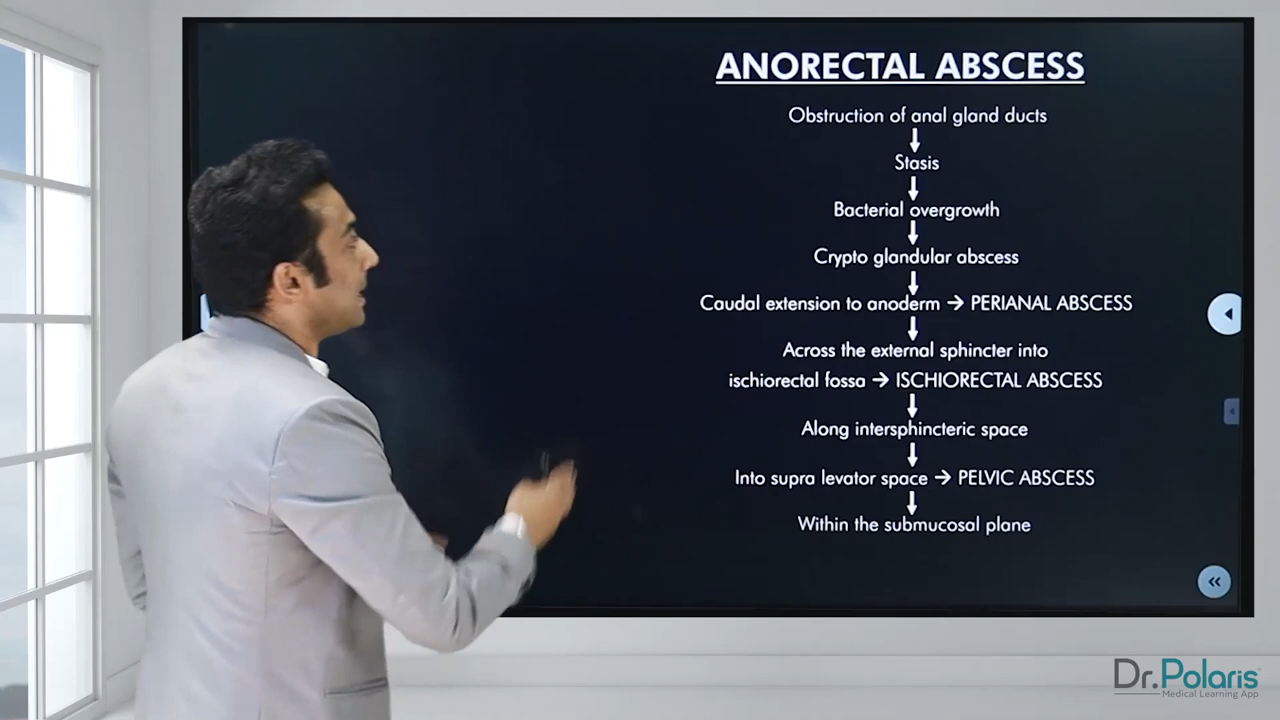 ANORECTAL ABSCESS
Obstruction of anal gland ducts
Stasis
Bacterial overgrowth
Crypto glandular abscess
Caudal extension to anoderm → PERIANAL ABSCESS
Across the external sphincter into
ischiorectal fossa → ISCHIORECTAL ABSCESS
Along intersphincteric space
Into supra levator space → PELVIC ABSCESS
Within the submucosal plane
Dr.Polaris
Medical Learning App